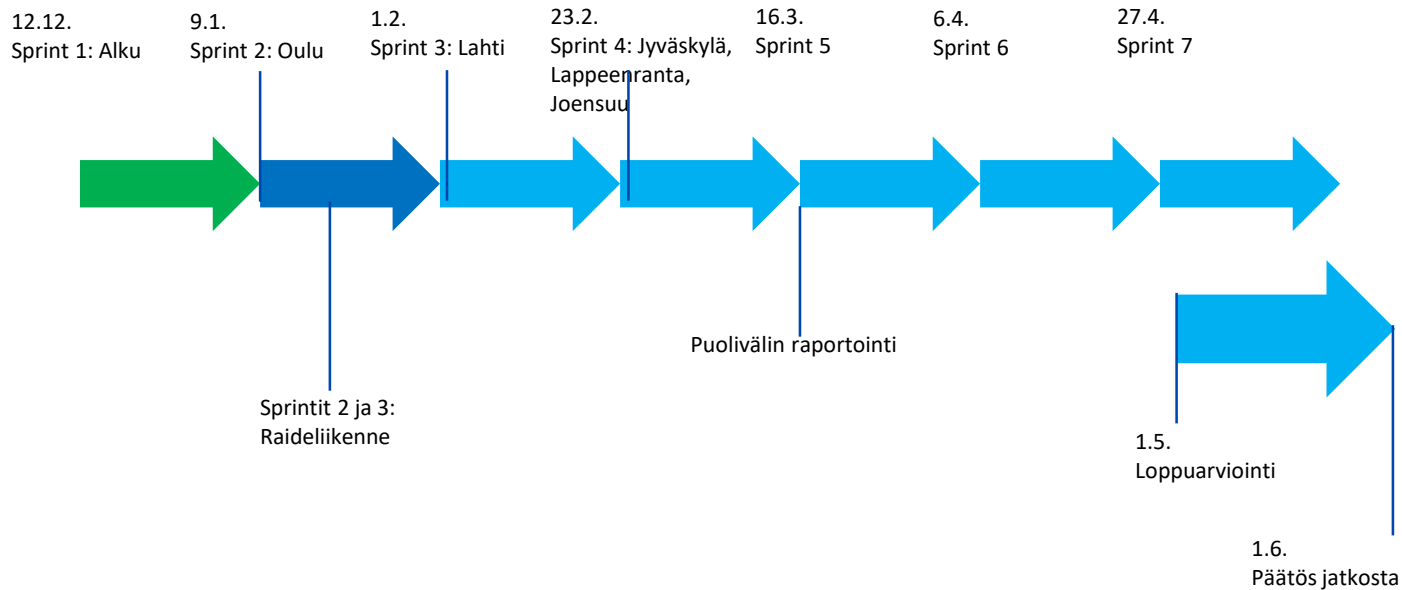 12.12.
Sprint 1: Alku
9.1.
Sprint 2: Oulu
1.2.
Sprint 3: Lahti
23.2.
Sprint 4: Jyväskylä,
Lappeenranta,
Joensuu
16.3.
Sprint 5
6.4.
Sprint 6
27.4.
Sprint 7
Puolivälin raportointi
Sprintit 2 ja 3:
Raideliikenne
1.5.
Loppuarviointi
1.6.
Päätös jatkosta